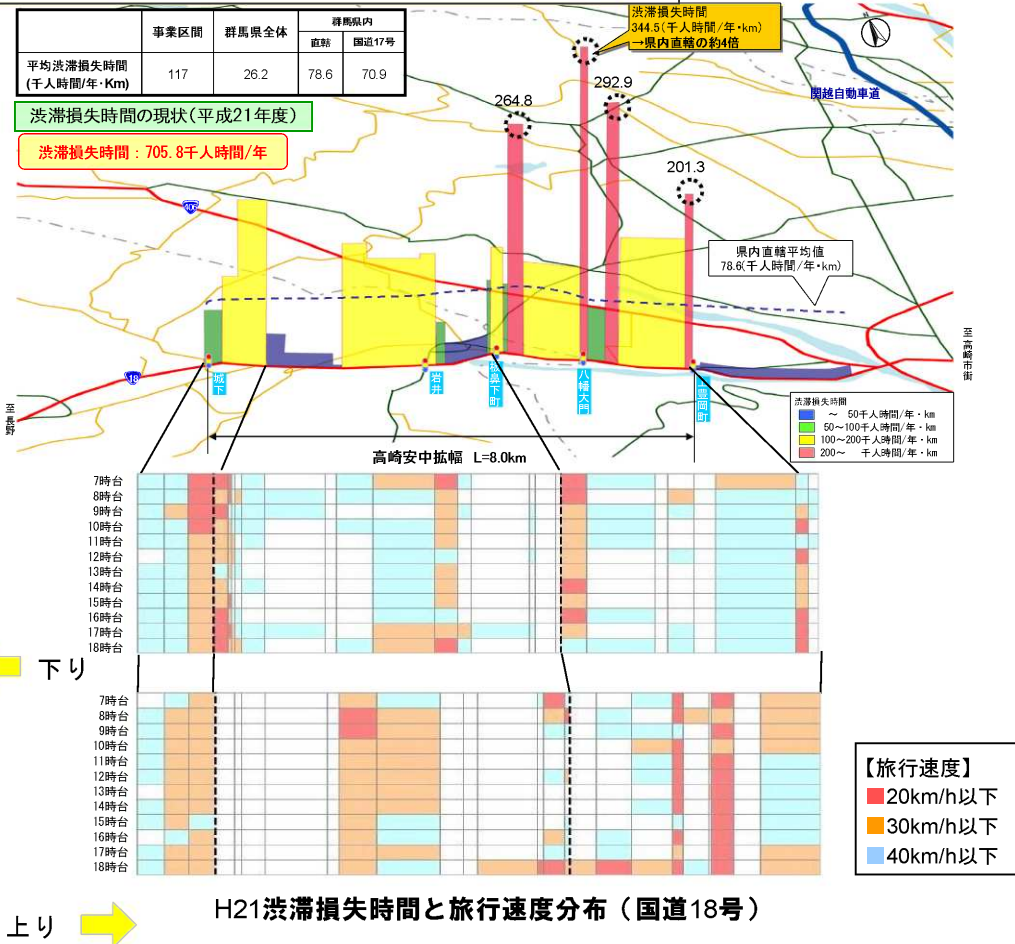 事業区間
群馬県全体
群馬県内
直轄
国道17号
平均渋滞損失時間
(千人時間/年・Km)
117
26.2
78.6
70.9
渋滞損失時間の現状(平成21年度)
渋滞損失時間：705.8千人時間/年
渋滞損失時間
344.5(千人時間/年・km)
→県内直轄の約4倍
264.8
292.9
201.3
関越自動車道
N
406
県内直轄平均値
78.6(千人時間/年・km)
18
至長野
至高崎市街
城下
岩井
板鼻下町
八幡大門
上豊岡町
渋滞損失時間
～ 50千人時間/年・km
50～100千人時間/年・km
100～200千人時間/年・km
200～ 千人時間/年・km
高崎安中拡幅 L=8.0km
7時台
8時台
9時台
10時台
11時台
12時台
13時台
14時台
15時台
16時台
17時台
18時台
下り
7時台
8時台
9時台
10時台
11時台
12時台
13時台
14時台
15時台
16時台
17時台
18時台
【旅行速度】
20km/h以下
30km/h以下
40km/h以下
上り
H21渋滞損失時間と旅行速度分布（国道18号）